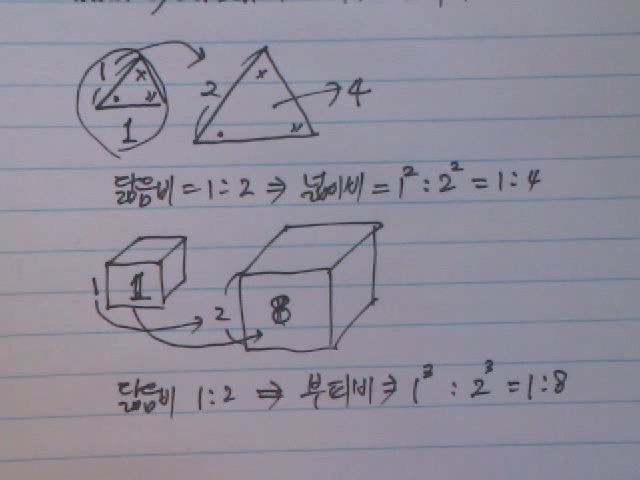 1 2 4
1
닮음비 = 1 : 2 ⇒ 넓이비 = 1² : 2² = 1 : 4
1 1 2 8
닮음비 1 : 2 ⇒ 부피비 ⇒ 1³ : 2³ = 1 : 8